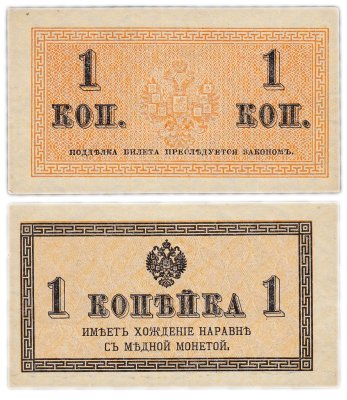 1 1
КОП. КОП.
ПОДДѢЛКА БИЛЕТА ПРЕСЛѢДУЕТСЯ ЗАКОНОМЪ.
1 КОПѢЙКА 1
ИМѢЕТЪ ХОЖДЕНІЕ НАРАВНѢ
СЪ МѢДНОЙ МОНЕТОЙ.